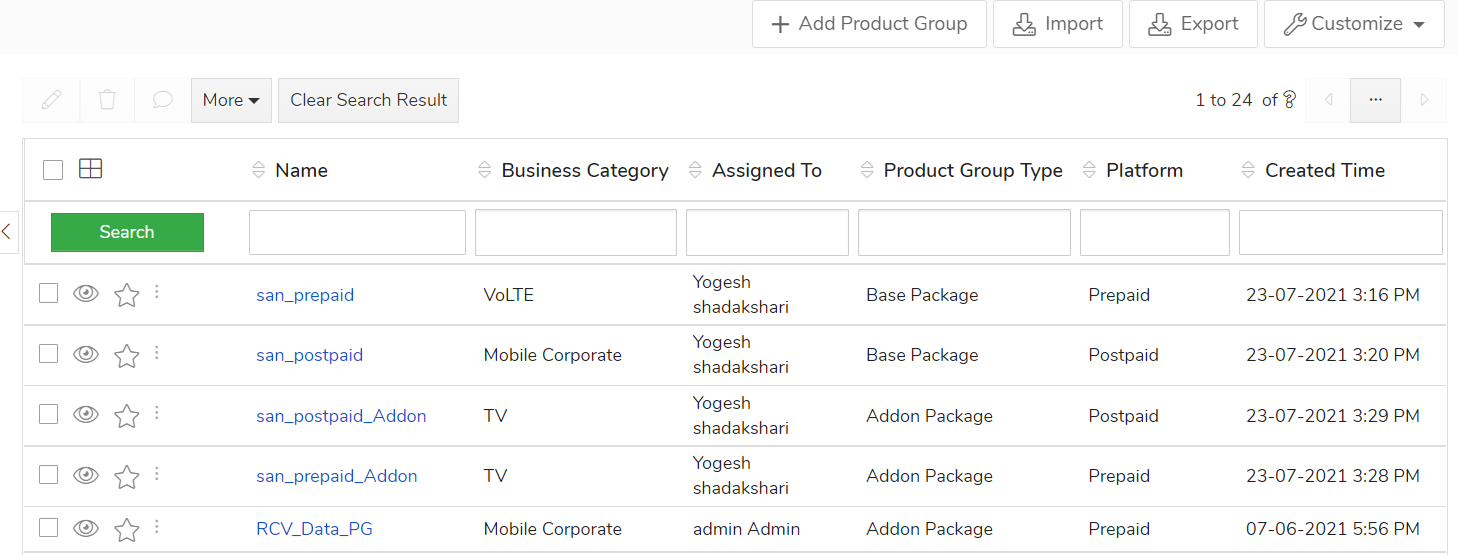 Add Product Group Import Export Customize
More Clear Search Result 1 to 24 of ?
Name Business Category Assigned To Product Group Type Platform Created Time
Search
san_prepaid VoLTE Yogesh shadakshari Base Package Prepaid 23-07-2021 3:16 PM
san_postpaid Mobile Corporate Yogesh shadakshari Base Package Postpaid 23-07-2021 3:20 PM
san_postpaid_Addon TV Yogesh shadakshari Addon Package Postpaid 23-07-2021 3:29 PM
san_prepaid_Addon TV Yogesh shadakshari Addon Package Prepaid 23-07-2021 3:28 PM
RCV_Data_PG Mobile Corporate admin Admin Addon Package Prepaid 07-06-2021 5:56 PM